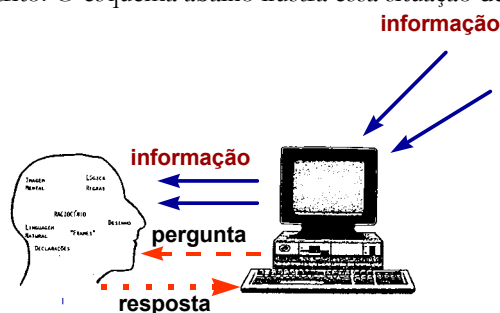 informação
informação
IMAGEM
MENTAL
LÓGICA
REGRAS
RACIOCÍNIO
DESENHO
LINGUAGEM
NATURAL
"FRAMES"
DECLARAÇÕES
pergunta
resposta